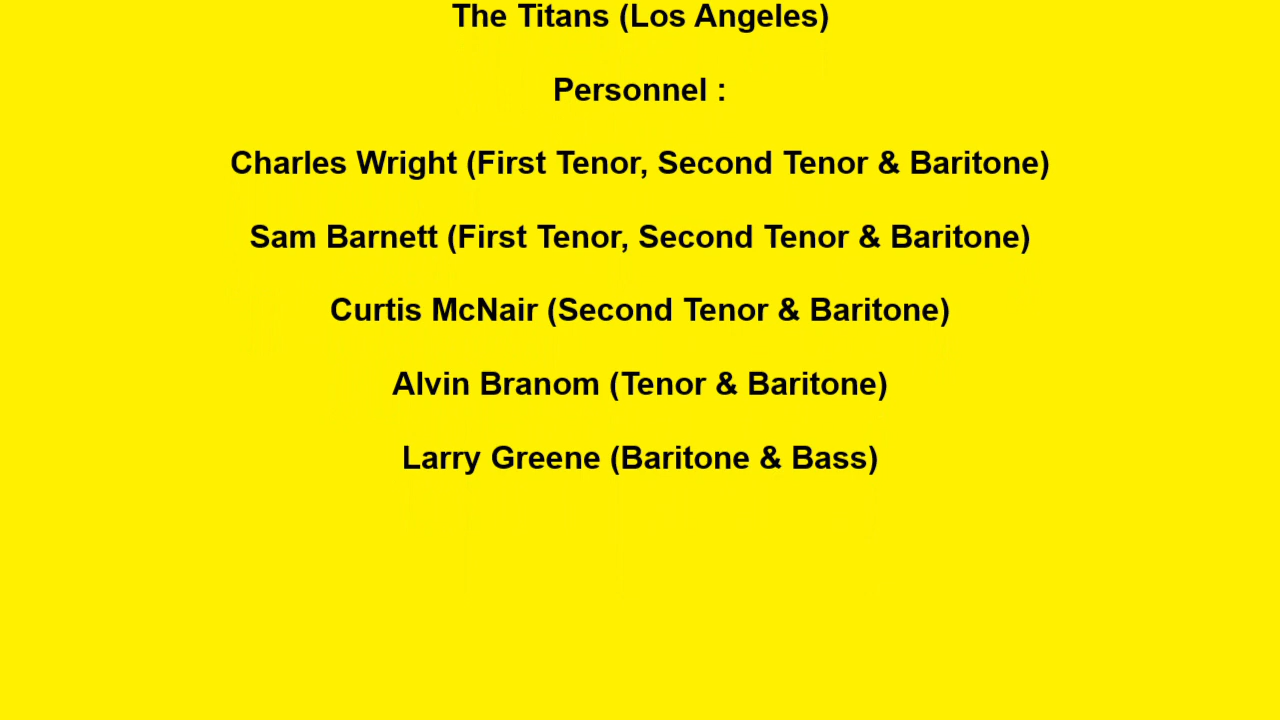 The Titans (Los Angeles)
Personnel :
Charles Wright (First Tenor, Second Tenor & Baritone)
Sam Barnett (First Tenor, Second Tenor & Baritone)
Curtis McNair (Second Tenor & Baritone)
Alvin Branom (Tenor & Baritone)
Larry Greene (Baritone & Bass)